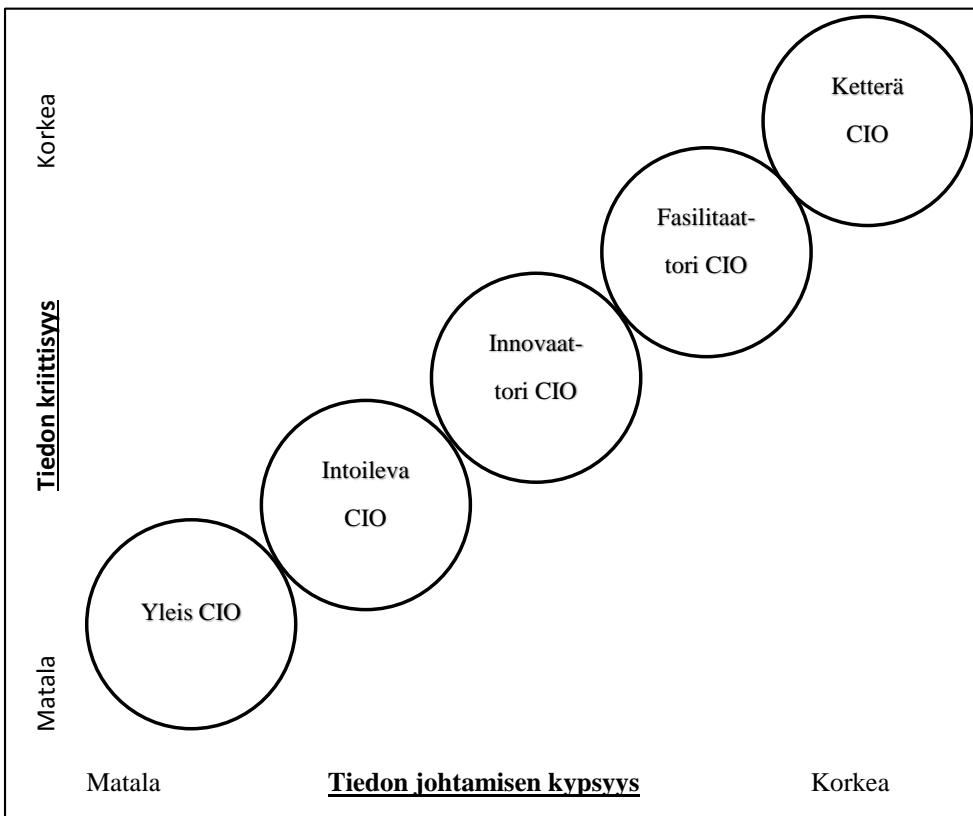 Korkea
Ketterä
CIO
Fasilitaat-
tori CIO
Tiedon kriittisyys
Innovaat-
tori CIO
Intoileva
CIO
Yleis CIO
Matala
Matala
Tiedon johtamisen kypsyys
Korkea